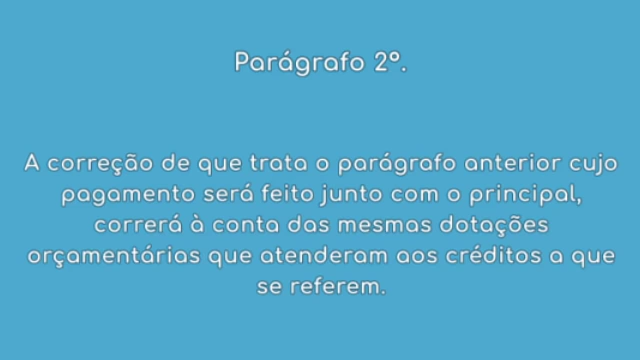 Parágrafo 2º.
A correção de que trata o parágrafo anterior cujo
pagamento será feito junto com o principal,
correrá à conta das mesmas dotações
orçamentárias que atenderam aos créditos a que
se referem.